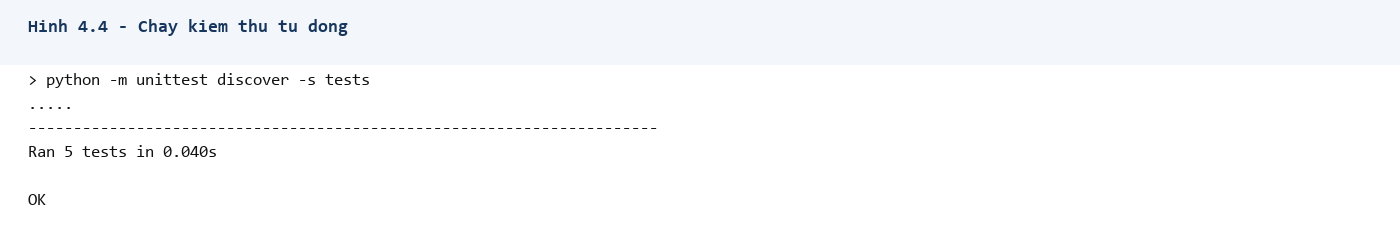 Hinh 4.4 - Chay kiem thu tu dong
> python -m unittest discover -s tests
.....
----------------------------------------------------------------------
Ran 5 tests in 0.040s
OK